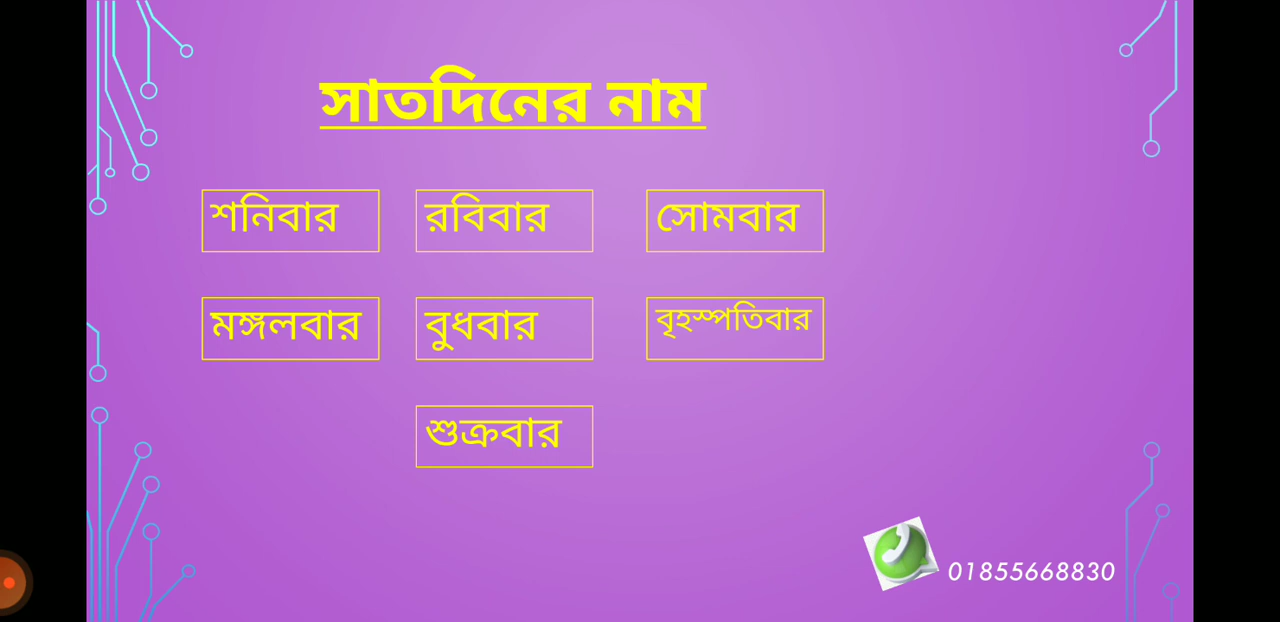 সাতদিনের নাম
শনিবার রবিবার সোমবার
মঙ্গলবার বুধবার বৃহস্পতিবার
শুক্রবার
01855668830